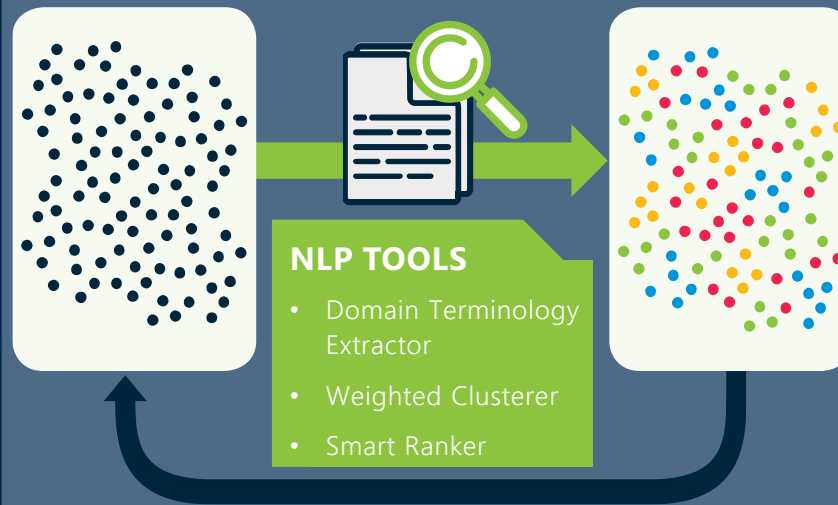 NLP TOOLS
• Domain Terminology
Extractor
• Weighted Clusterer
• Smart Ranker